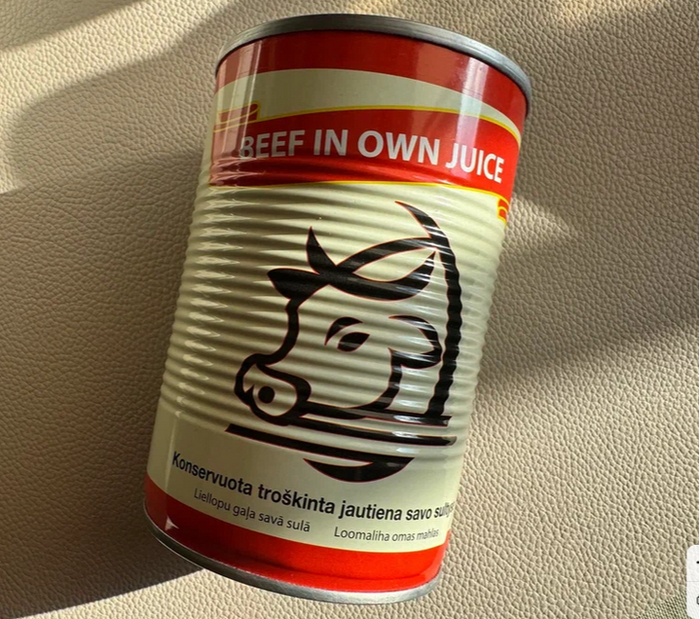 BEEF IN OWN JUICE
Konservuota troškinta jautiena savo
Liellopu gaļa savā sulā
Loomaliha omas mahlas